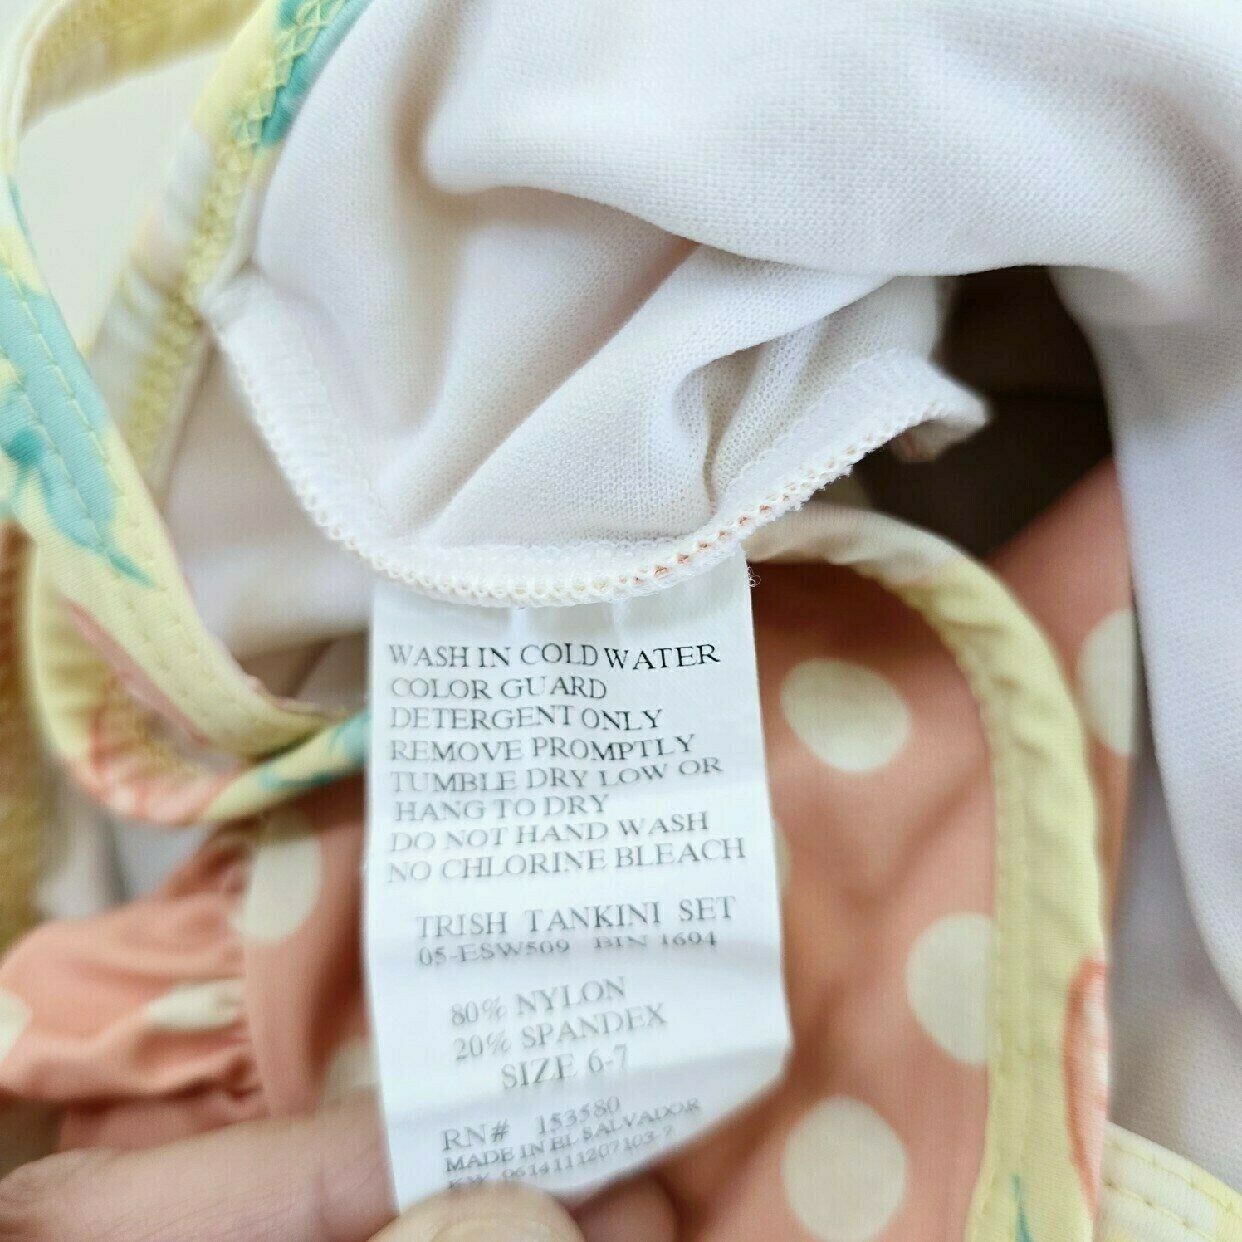 WASH IN COLD WATER
COLOR GUARD
DETERGENT ONLY
REMOVE PROMPTLY
TUMBLE DRY LOW OR
HANG TO DRY
DO NOT HAND WASH
NO CHLORINE BLEACH
TRISH TANKINI SET
05-ESW509 BIN 1604
80% NYLON
20% SPANDEX
SIZE 6-7
RN# 153580
MADE IN EL SALVADOR